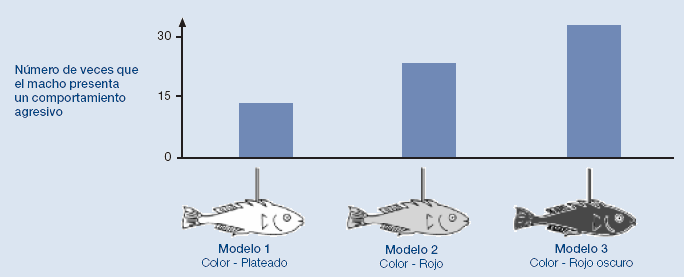 30
Número de veces que
el macho presenta
un comportamiento
agresivo
15
0
Modelo 1
Color - Plateado
Modelo 2
Color - Rojo
Modelo 3
Color - Rojo oscuro